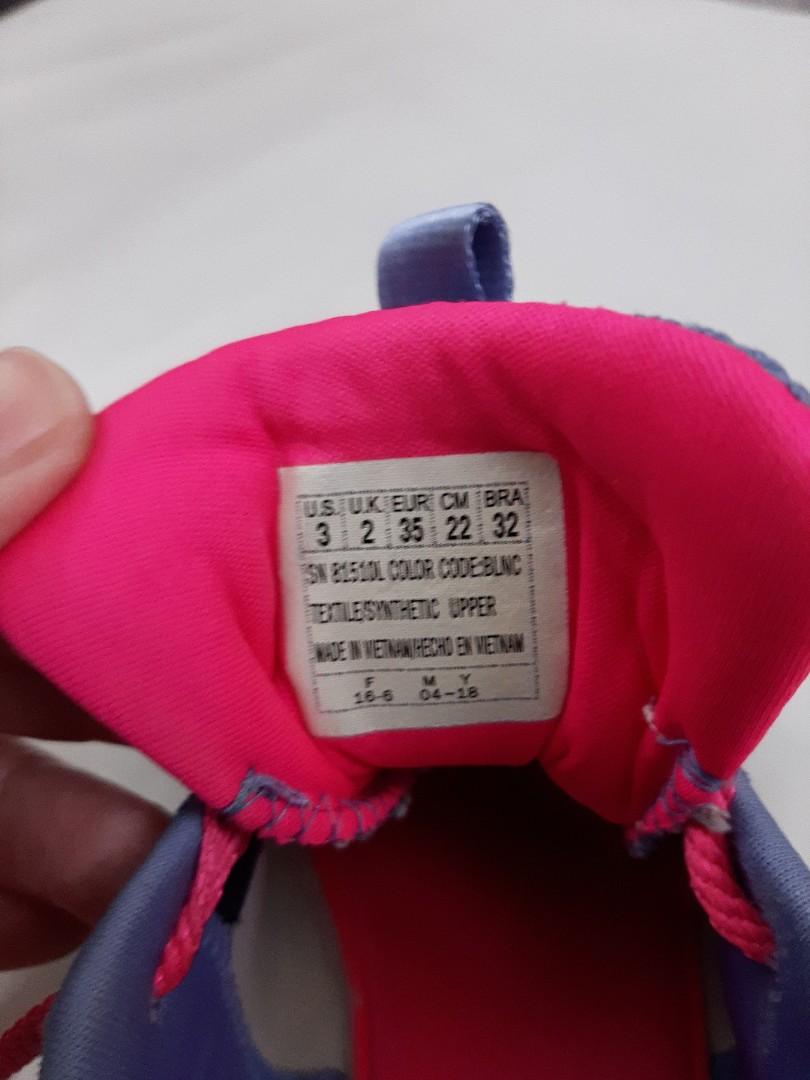 U.S. U.K. EUR CM BRA
3 2 35 22 32
SN 81510L COLOR CODE:BLNC
TEXTILE/SYNTHETIC UPPER
MADE IN VIETNAM/HECHO EN VIETNAM
F M Y
16-6 04-18